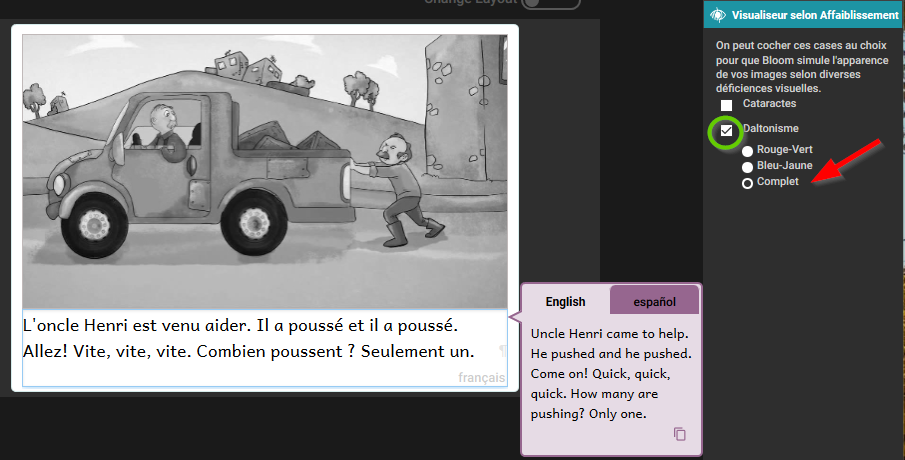 Change Layout
L'oncle Henri est venu aider. Il a poussé et il a poussé.
Allez! Vite, vite, vite. Combien poussent ? Seulement un.
¶
français
English
español
Uncle Henri came to help.
He pushed and he pushed.
Come on! Quick, quick,
quick. How many are
pushing? Only one.
Visualiseur selon Affaiblissement
On peut cocher ces cases au choix
pour que Bloom simule l'apparence
de vos images selon diverses
déficiences visuelles.
Cataractes
Daltonisme
Rouge-Vert
Bleu-Jaune
Complet